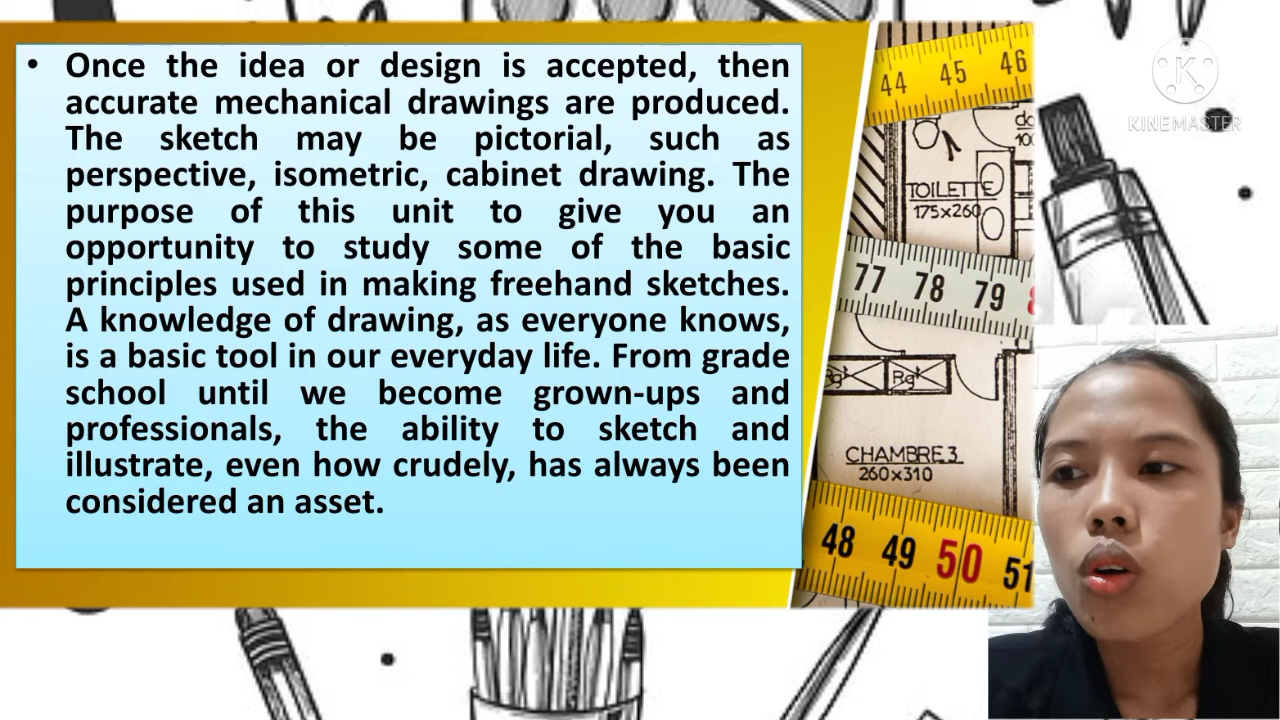 • Once the idea or design is accepted, then
accurate mechanical drawings are produced.
The sketch may be pictorial, such as
perspective, isometric, cabinet drawing. The
purpose of this unit to give you an
opportunity to study some of the basic
principles used in making freehand sketches.
A knowledge of drawing, as everyone knows,
is a basic tool in our everyday life. From grade
school until we become grown-ups and
professionals, the ability to sketch and
illustrate, even how crudely, has always been
considered an asset.
44 45 46
TOILETTE
175x260
77 78 79
Rg Rg
CHAMBRE 3
260x310
48 49 50 51
K
KINEMASTER